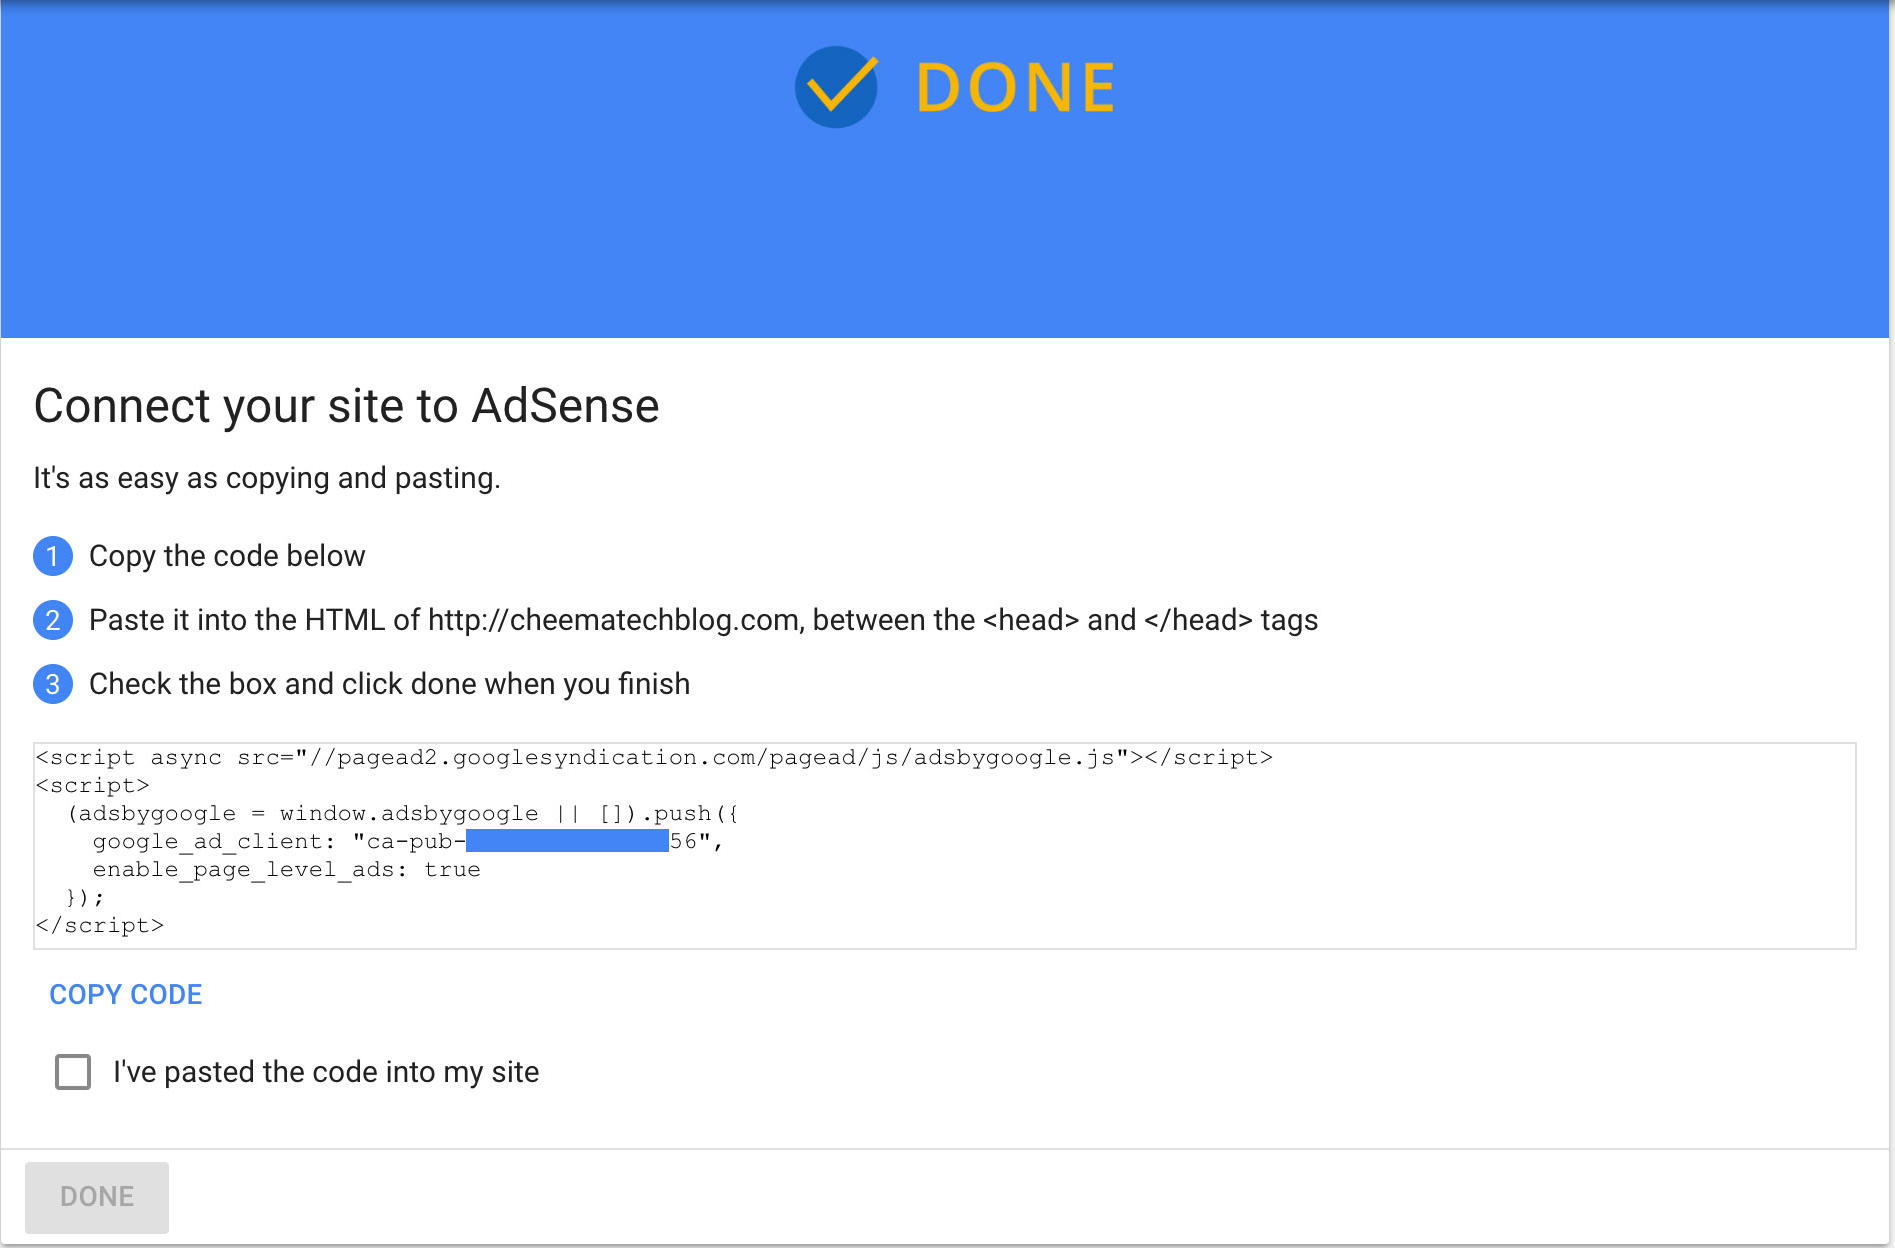 DONE
Connect your site to AdSense
It's as easy as copying and pasting.
1 Copy the code below
2 Paste it into the HTML of http://cheematechblog.com, between the <head> and </head> tags
3 Check the box and click done when you finish
<script async src="//pagead2.googlesyndication.com/pagead/js/adsbygoogle.js"></script>
<script>
  (adsbygoogle = window.adsbygoogle || []).push({
    google_ad_client: "ca-pub-56",
    enable_page_level_ads: true
  });
</script>
COPY CODE
I've pasted the code into my site
DONE